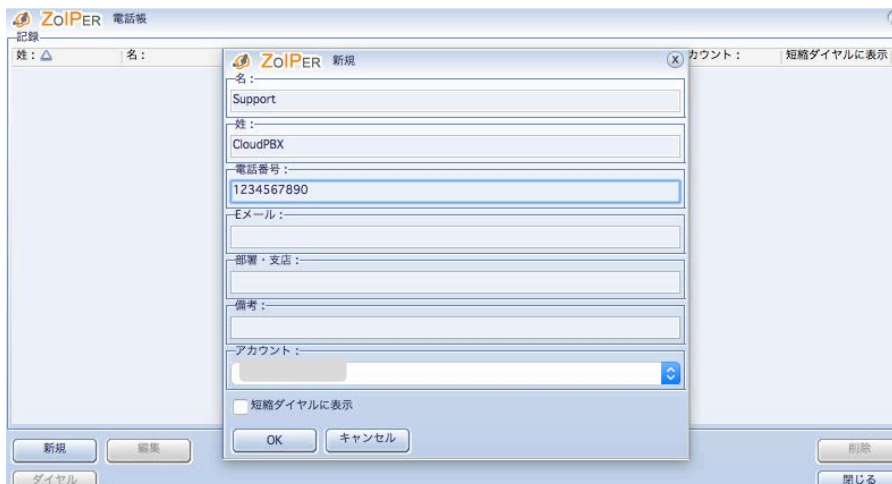 ZoIPER 電話帳
記録
姓： 名： カウント： 短縮ダイヤルに表示
ZoIPER 新規
名：
Support
姓：
CloudPBX
電話番号：
1234567890
Eメール：
部署・支店：
備考：
アカウント：
短縮ダイヤルに表示
OK キャンセル
新規 編集 削除
ダイヤル 閉じる